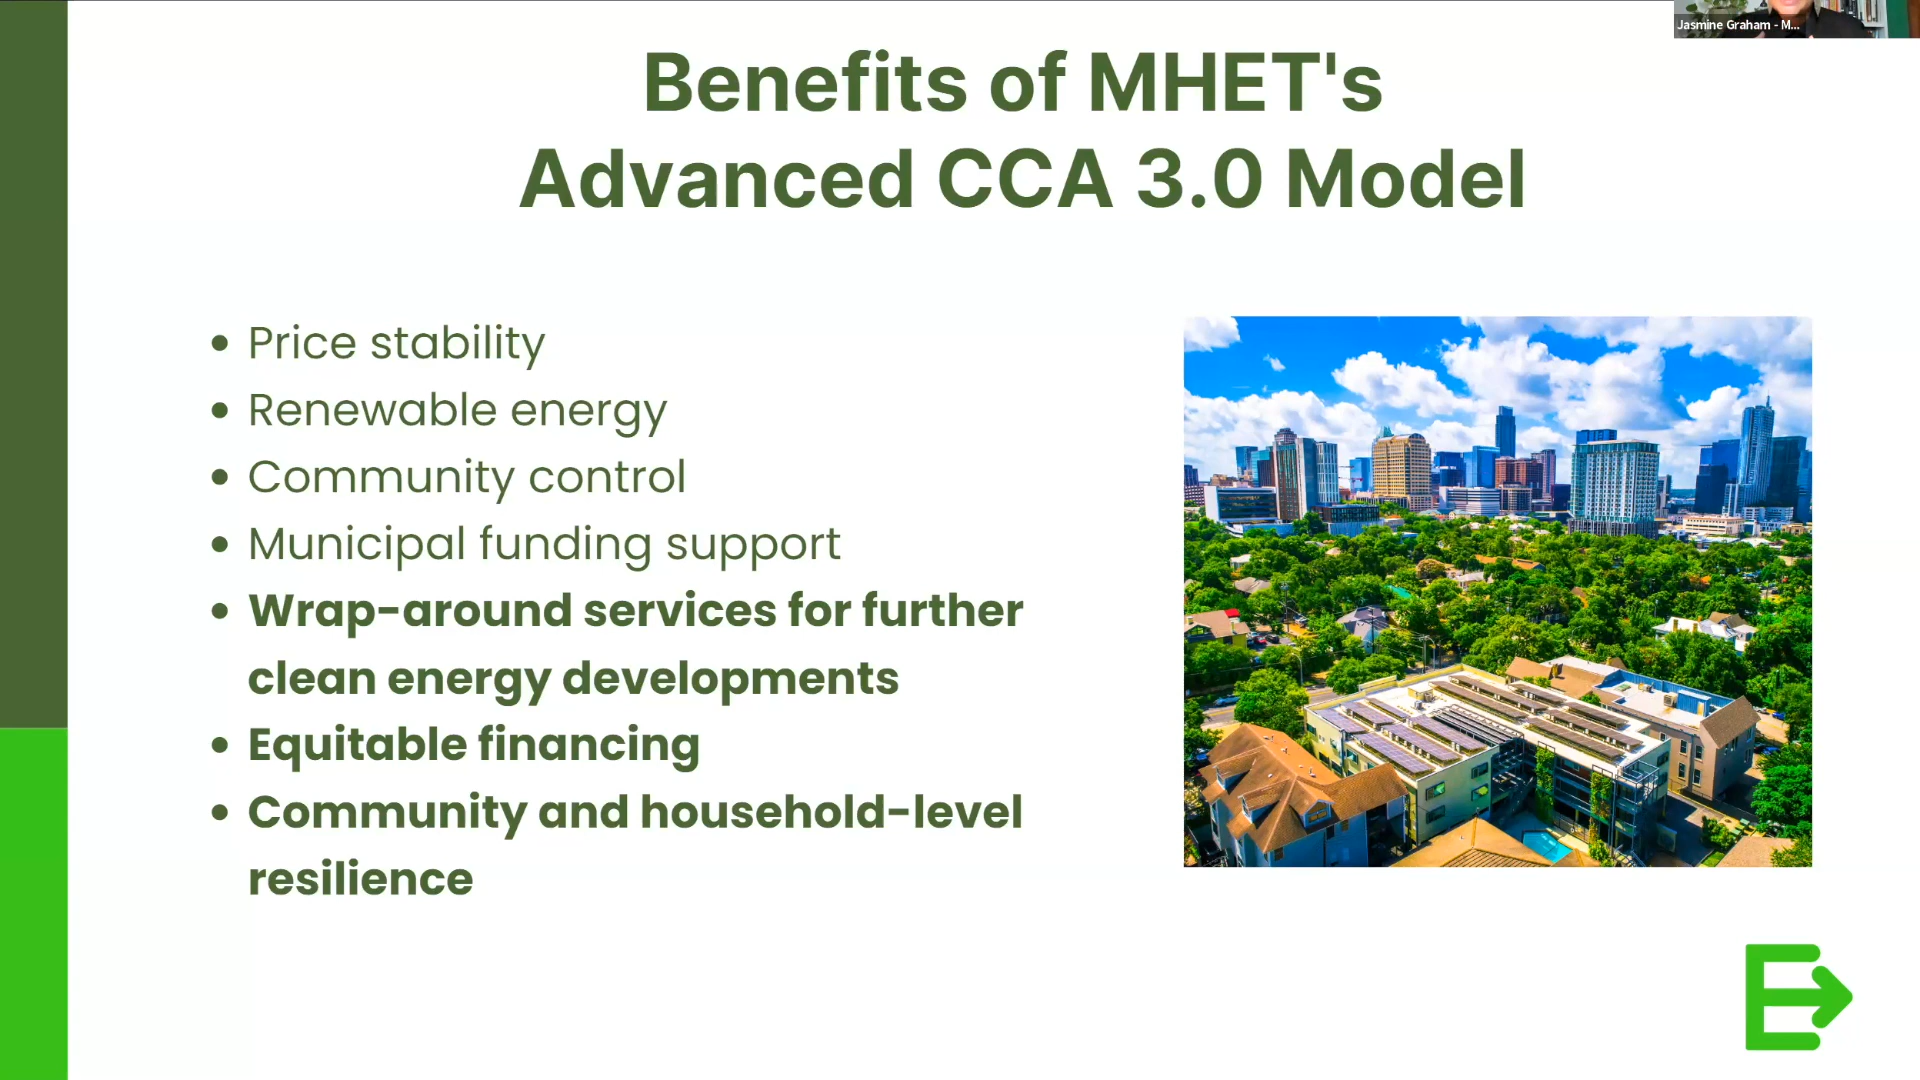 Jasmine Graham - M...
Benefits of MHET's
Advanced CCA 3.0 Model
• Price stability
• Renewable energy
• Community control
• Municipal funding support
• Wrap-around services for further
clean energy developments
• Equitable financing
• Community and household-level
resilience